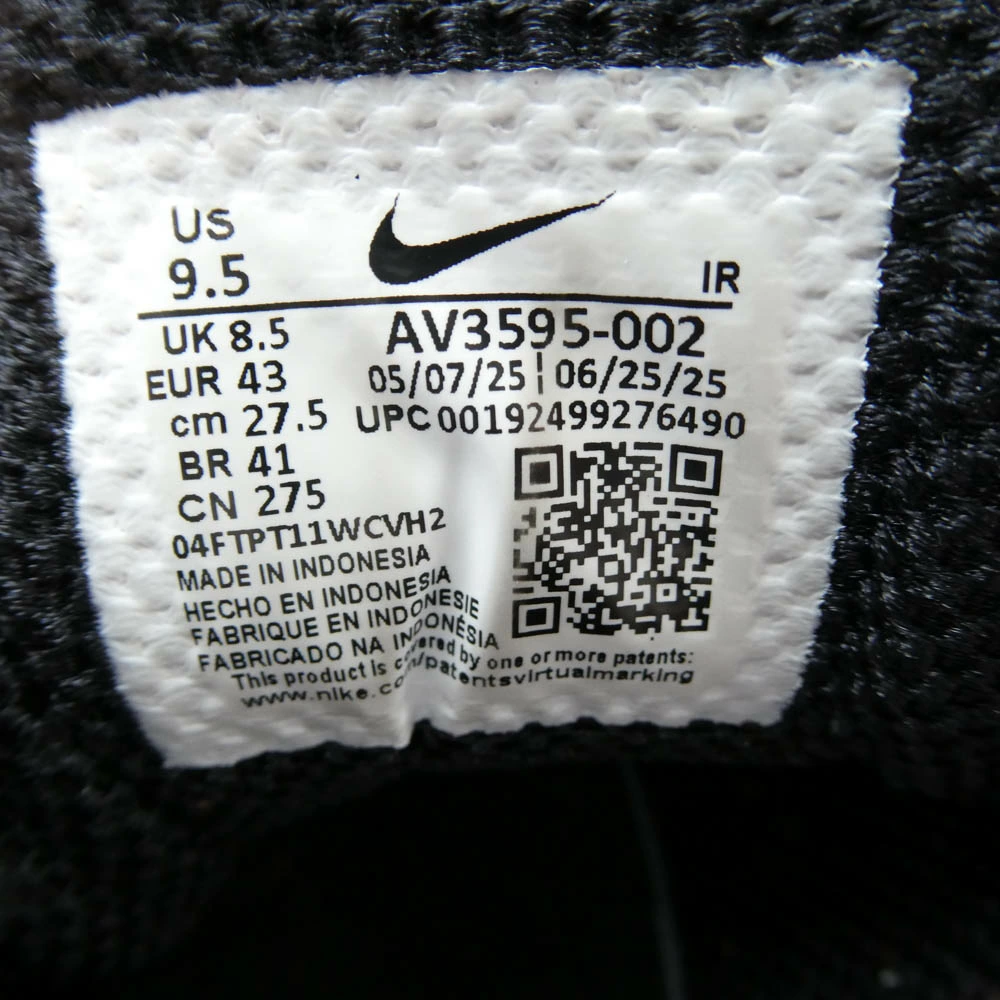 US
9.5
IR
UK 8.5
AV3595-002
EUR 43
05/07/25 | 06/25/25
cm 27.5
UPC 00192499276490
BR 41
CN 275
04FTPT11WCVH2
MADE IN INDONESIA
HECHO EN INDONESIA
FABRIQUE EN INDONESIE
FABRICADO NA INDONÉSIA
This product is covered by one or more patents:
www.nike.com/patentsvirtualmarking